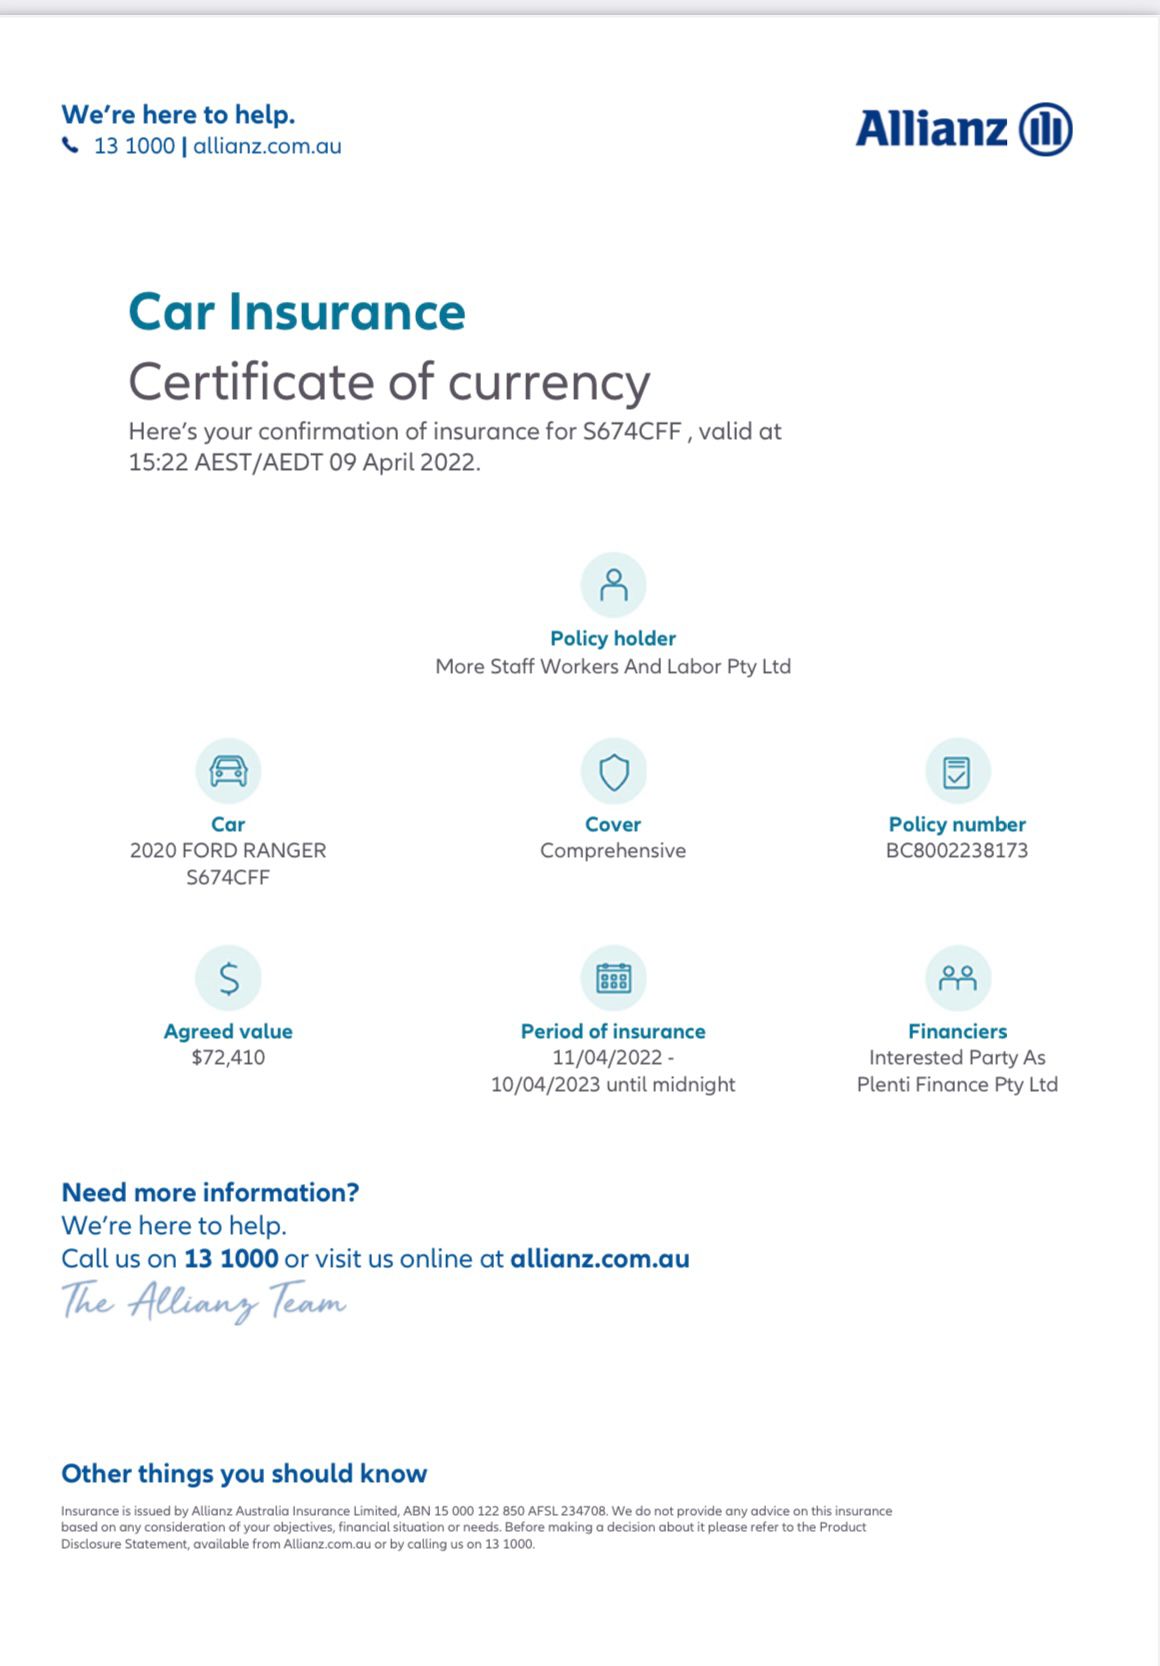 We're here to help.
13 1000 | allianz.com.au
Allianz
Car Insurance
Certificate of currency
Here's your confirmation of insurance for S674CFF , valid at
15:22 AEST/AEDT 09 April 2022.
Policy holder
More Staff Workers And Labor Pty Ltd
Car
2020 FORD RANGER
S674CFF
Cover
Comprehensive
Policy number
BC8002238173
Agreed value
$72,410
Period of insurance
11/04/2022 -
10/04/2023 until midnight
Financiers
Interested Party As
Plenti Finance Pty Ltd
Need more information?
We're here to help.
Call us on 13 1000 or visit us online at allianz.com.au
The Allianz Team
Other things you should know
Insurance is issued by Allianz Australia Insurance Limited, ABN 15 000 122 850 AFSL 234708. We do not provide any advice on this insurance
based on any consideration of your objectives, financial situation or needs. Before making a decision about it please refer to the Product
Disclosure Statement, available from Allianz.com.au or by calling us on 13 1000.